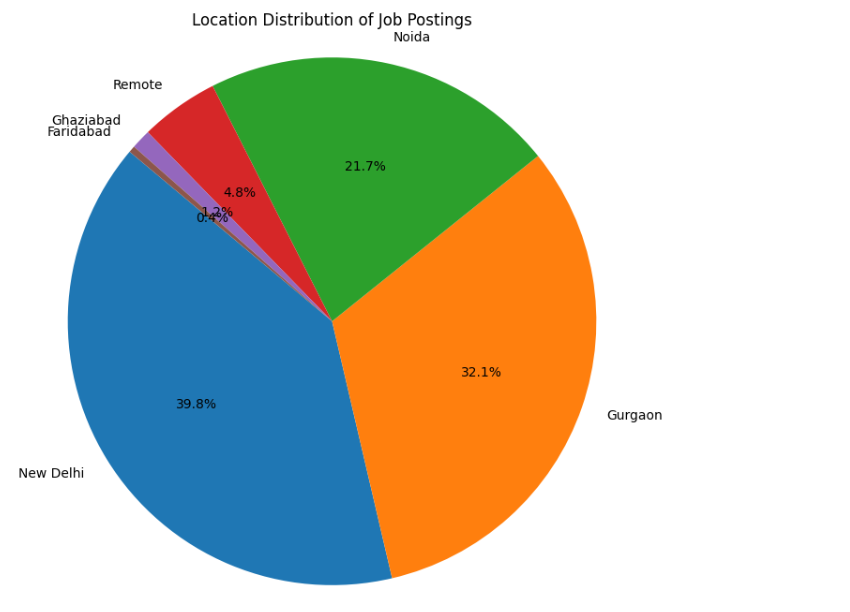 Location Distribution of Job Postings
Noida
Remote
Ghaziabad
Faridabad
21.7%
4.8%
1.2%
0.4%
32.1%
39.8%
Gurgaon
New Delhi